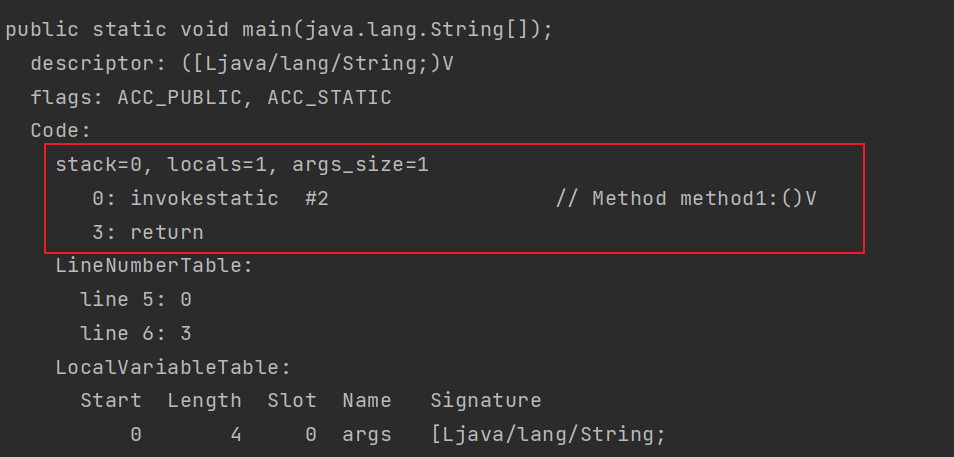 public static void main(java.lang.String[]);
descriptor: ([Ljava/lang/String;)V
flags: ACC_PUBLIC, ACC_STATIC
Code:
stack=0, locals=1, args_size=1
0: invokestatic  #2                  // Method method1:()V
3: return
LineNumberTable:
line 5: 0
line 6: 3
LocalVariableTable:
Start  Length  Slot  Name   Signature
0       4     0  args   [Ljava/lang/String;